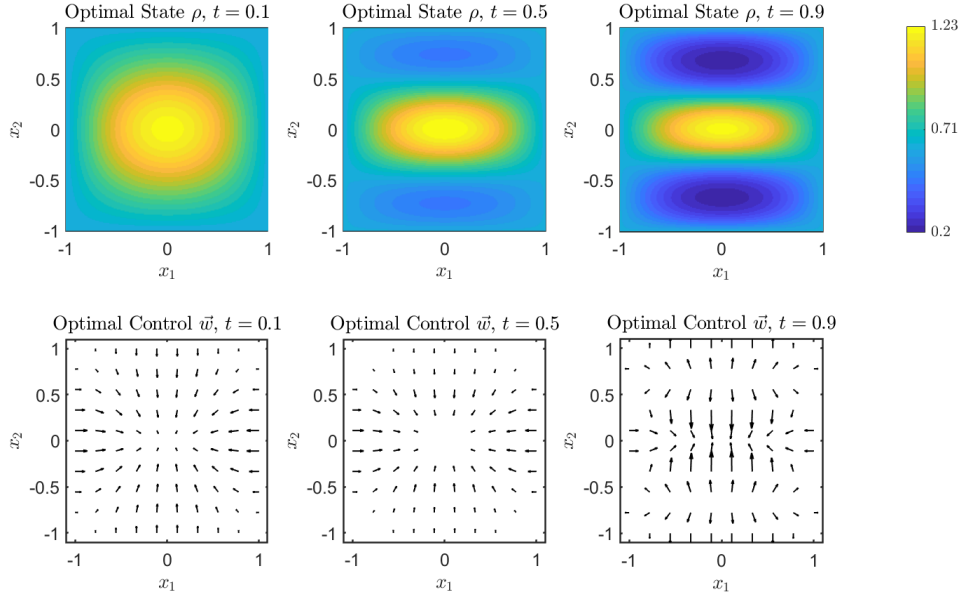 Optimal State ρ, t = 0.1
1
0.5
0
-0.5
-1
x₂
-1
0
1
x₁
Optimal State ρ, t = 0.5
1
0.5
0
-0.5
-1
x₂
-1
0
1
x₁
Optimal State ρ, t = 0.9
1
0.5
0
-0.5
-1
x₂
-1
0
1
x₁
1.23
0.71
0.2
Optimal Control w⃗, t = 0.1
1
0.5
0
-0.5
-1
x₂
-1
0
1
x₁
Optimal Control w⃗, t = 0.5
1
0.5
0
-0.5
-1
x₂
-1
0
1
x₁
Optimal Control w⃗, t = 0.9
1
0.5
0
-0.5
-1
x₂
-1
0
1
x₁